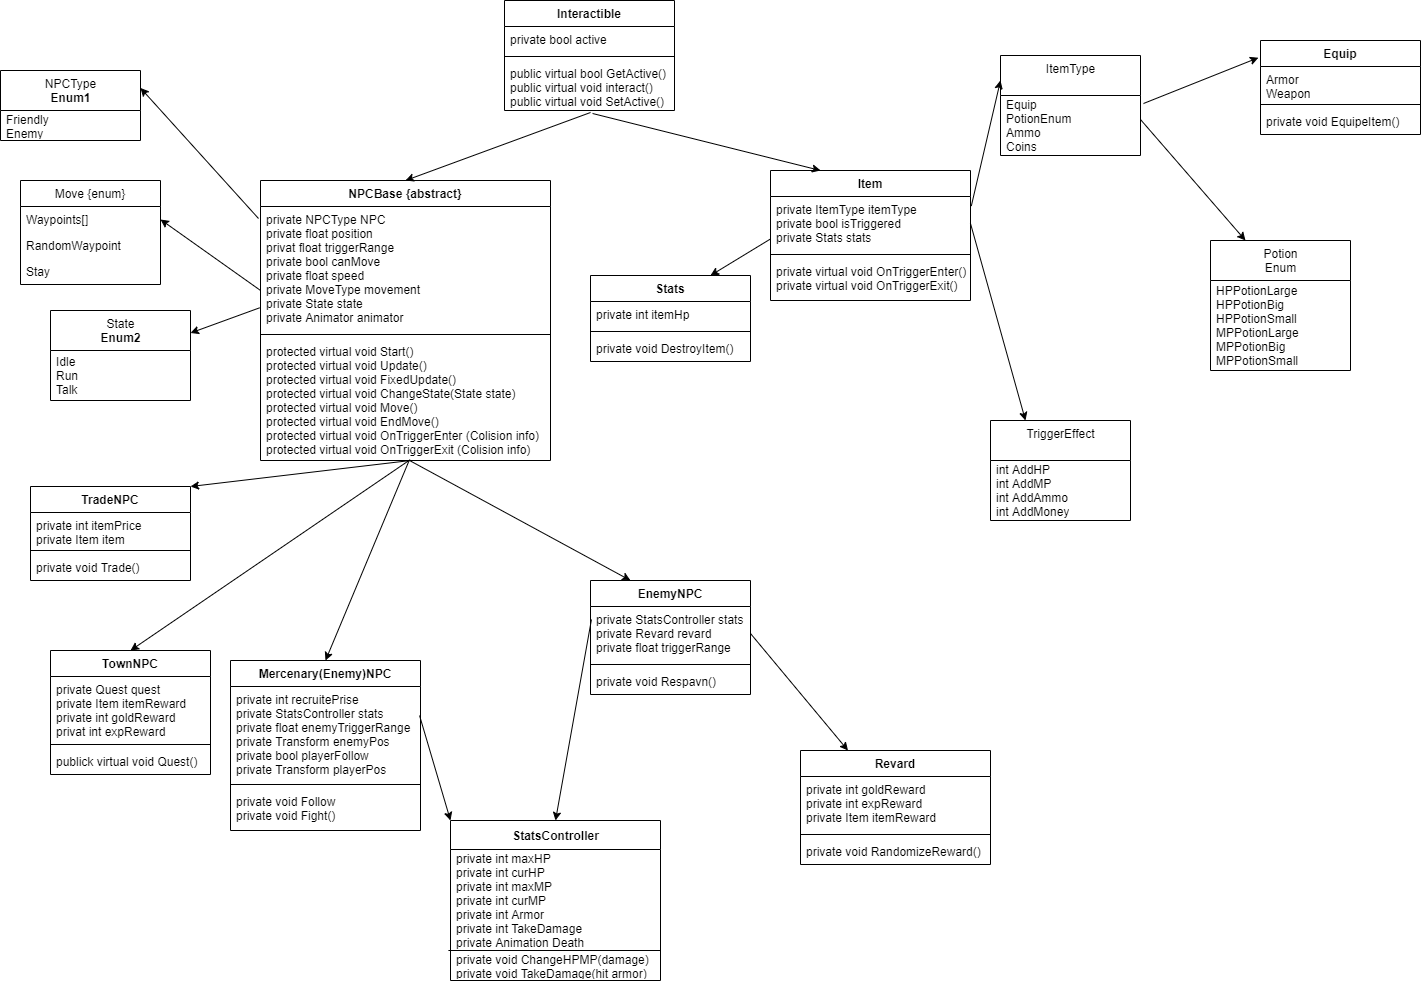 Interactible
private bool active
public virtual bool GetActive()
public virtual void interact()
public virtual void SetActive()
NPCType
Enum1
Friendly
Enemy
Move {enum}
Waypoints[]
RandomWaypoint
Stay
State
Enum2
Idle
Run
Talk
NPCBase {abstract}
private NPCType NPC
private float position
privat float triggerRange
private bool canMove
private float speed
private MoveType movement
private State state
private Animator animator
protected virtual void Start()
protected virtual void Update()
protected virtual void FixedUpdate()
protected virtual void ChangeState(State state)
protected virtual void Move()
protected virtual void EndMove()
protected virtual void OnTriggerEnter (Colision info)
protected virtual void OnTriggerExit (Colision info)
Item
private ItemType itemType
private bool isTriggered
private Stats stats
private virtual void OnTriggerEnter()
private virtual void OnTriggerExit()
Stats
private int itemHp
private void DestroyItem()
ItemType
Equip
PotionEnum
Ammo
Coins
Equip
Armor
Weapon
private void EquipeItem()
Potion
Enum
HPPotionLarge
HPPotionBig
HPPotionSmall
MPPotionLarge
MPPotionBig
MPPotionSmall
TriggerEffect
int AddHP
int AddMP
int AddAmmo
int AddMoney
TradeNPC
private int itemPrice
private Item item
private void Trade()
TownNPC
private Quest quest
private Item itemReward
private int goldReward
privat int expReward
publick virtual void Quest()
Mercenary(Enemy)NPC
private int recruitePrise
private StatsController stats
private float enemyTriggerRange
private Transform enemyPos
private bool playerFollow
private Transform playerPos
private void Follow
private void Fight()
EnemyNPC
private StatsController stats
private Revard revard
private float triggerRange
private void Respavn()
Revard
private int goldReward
private int expReward
private Item itemReward
private void RandomizeReward()
StatsController
private int maxHP
private int curHP
private int maxMP
private int curMP
private int Armor
private int TakeDamage
private Animation Death
private void ChangeHPMP(damage)
private void TakeDamage(hit armor)